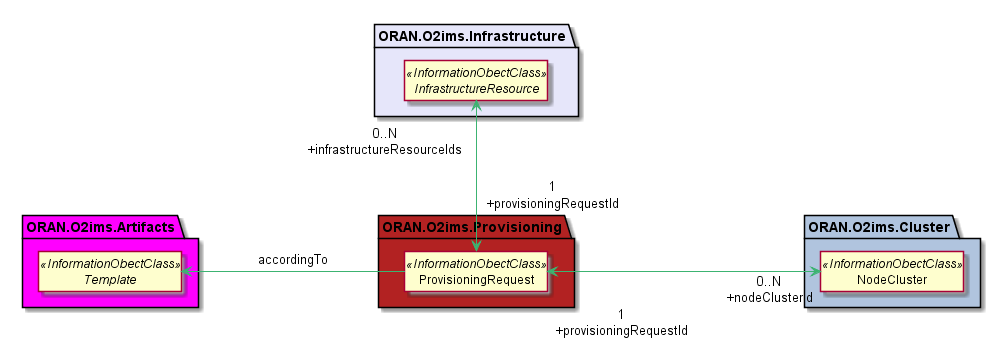 ORAN.O2ims.Infrastructure
«InformationObectClass»
InfrastructureResource
0..N
+infrastructureResourceIds
1
+provisioningRequestId
ORAN.O2ims.Artifacts
«InformationObectClass»
Template
accordingTo
ORAN.O2ims.Provisioning
«InformationObectClass»
ProvisioningRequest
ORAN.O2ims.Cluster
«InformationObectClass»
NodeCluster
0..N
+nodeClusterId
1
+provisioningRequestId